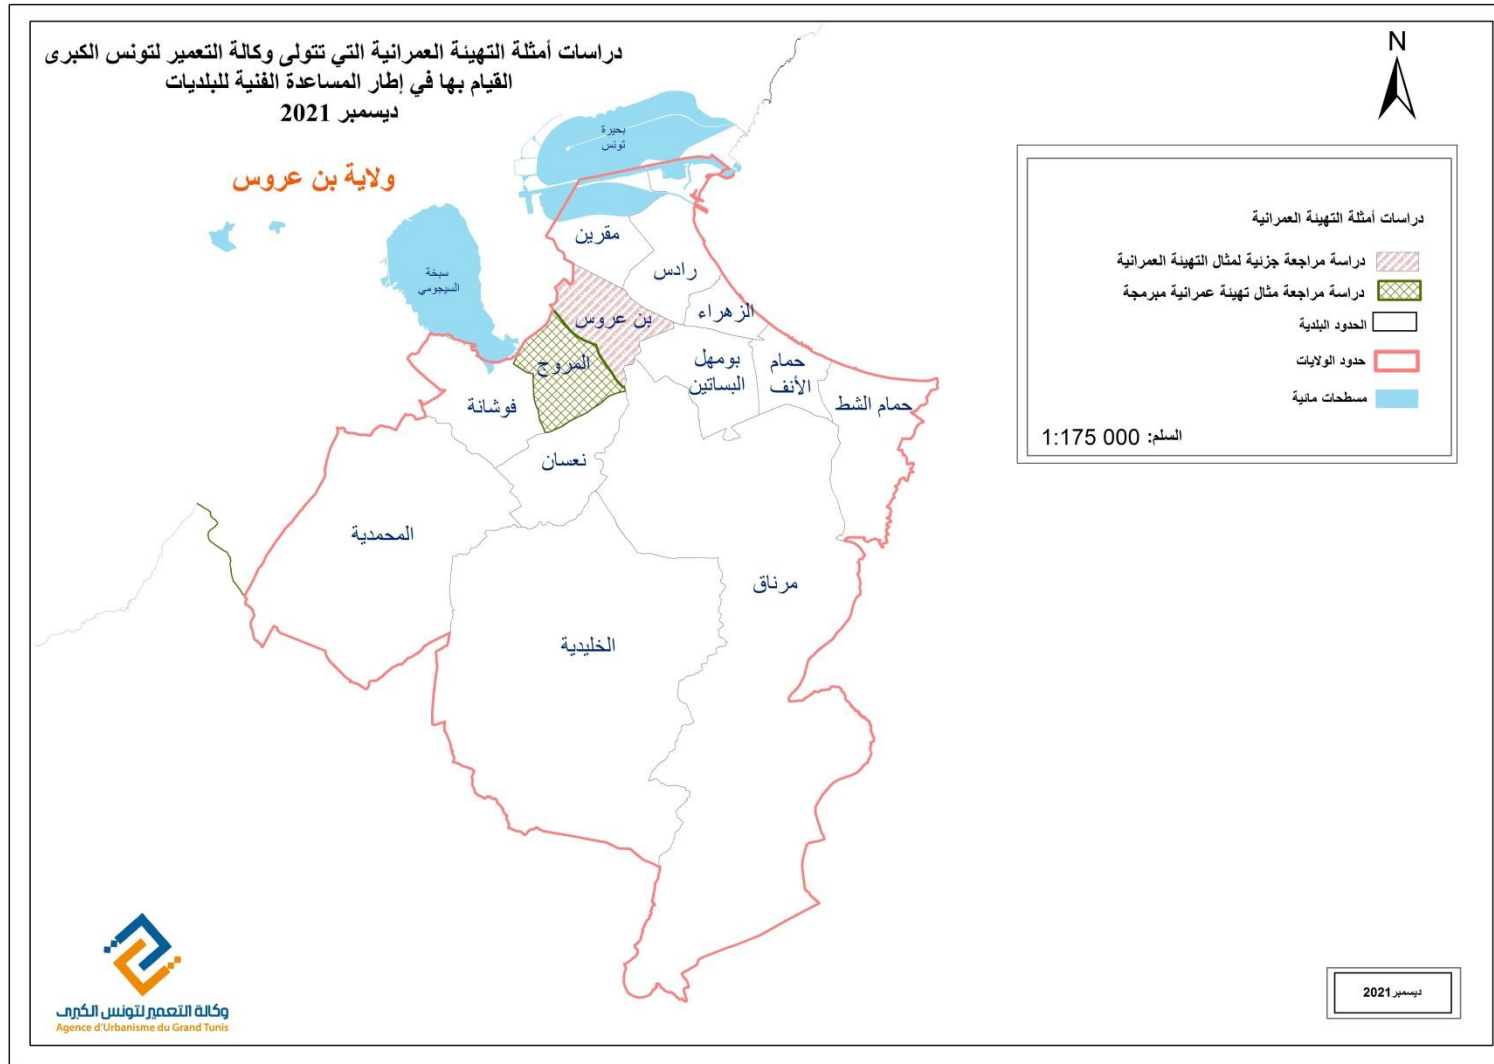 دراسات أمثلة التهيئة العمرانية التي تتولى وكالة التعمير لتونس الكبرى
القيام بها في إطار المساعدة الفنية للبلديات
ديسمبر 2021
ولاية بن عروس
N
بحيرة
تونس
سبخة
السيجومي
مقرين
رادس
الزهراء
بن عروس
المروج
بومهل
البساتين
حمام
الأنف
حمام الشط
فوشانة
نعسان
المحمدية
مرناق
الخليدية
دراسات أمثلة التهيئة العمرانية
دراسة مراجعة جزئية لمثال التهيئة العمرانية
دراسة مراجعة مثال تهيئة عمرانية مبرمجة
الحدود البلدية
حدود الولايات
مسطحات مائية
السلم: 1:175 000
وكالة التعمير لتونس الكبرى
Agence d'Urbanisme du Grand Tunis
ديسمبر 2021